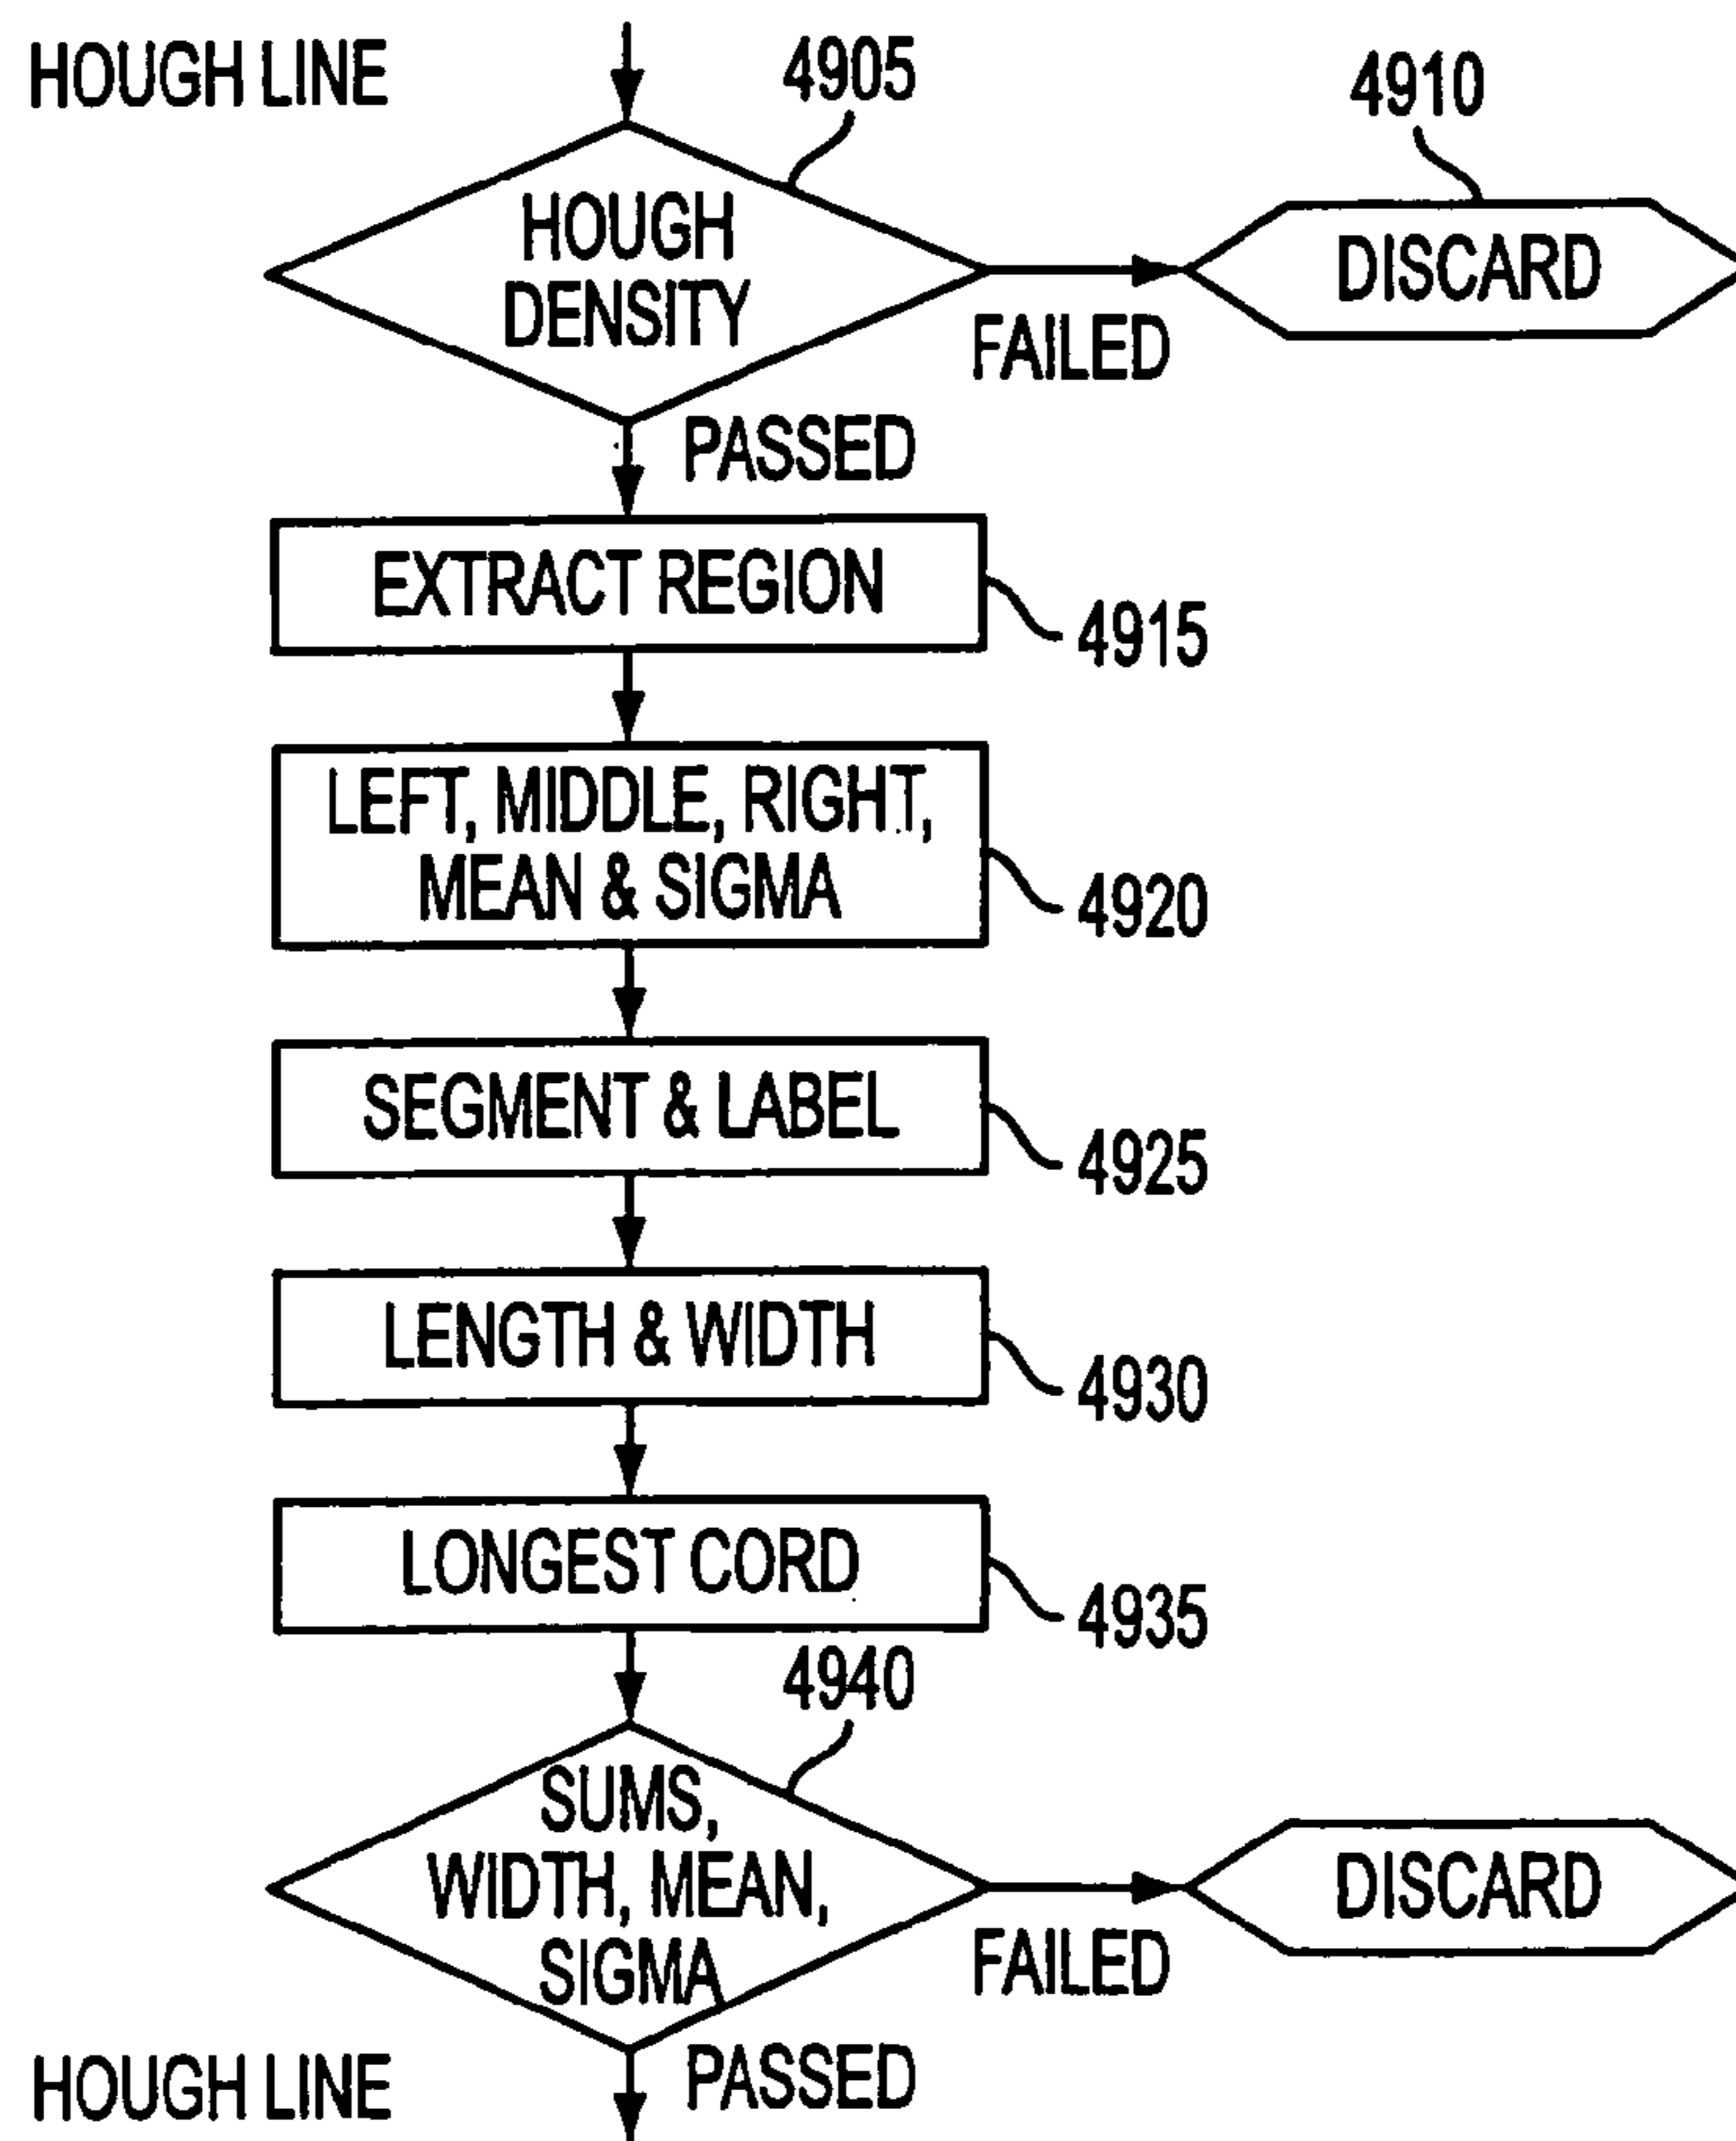 HOUGH LINE
4905
4910
HOUGH
DENSITY
DISCARD
FAILED
PASSED
EXTRACT REGION
4915
LEFT, MIDDLE, RIGHT,
MEAN & SIGMA
4920
SEGMENT & LABEL
4925
LENGTH & WIDTH
4930
LONGEST CORD
4935
4940
SUMS,
WIDTH, MEAN,
SIGMA
DISCARD
FAILED
PASSED
HOUGH LINE